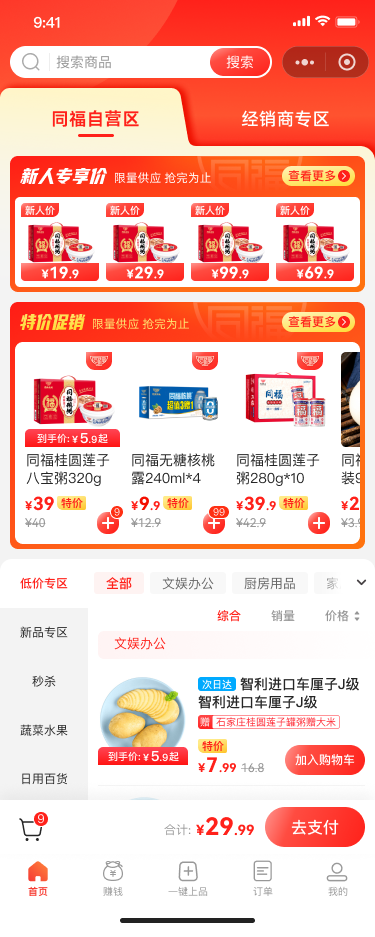 9:41
搜索商品
搜索
同福自营区
经销商专区
新人专享价 限量供应 抢完为止
查看更多
新人价
新人价
新人价
新人价
¥19.9
¥29.9
¥99.9
¥69.9
特价促销 限量供应 抢完为止
查看更多
到手价: ¥5.9起
同福桂圆莲子
八宝粥320g
¥39 特价
¥40
9
同福无糖核桃
露240ml*4
¥9.9 特价
¥12.9
99
同福桂圆莲子
粥280g*10
¥39.9 特价
¥42.9
同
装9
¥3
¥3.9
低价专区
新品专区
秒杀
蔬菜水果
日用百货
全部
文娱办公
厨房用品
家
综合
销量
价格
文娱办公
到手价: ¥5.9起
次日达 智利进口车厘子J级
智利进口车厘子J级
赠 石家庄桂圆莲子罐粥赠大米
特价
¥7.99 16.8
加入购物车
9
合计: ¥29.99
去支付
首页
赚钱
一键上品
订单
我的